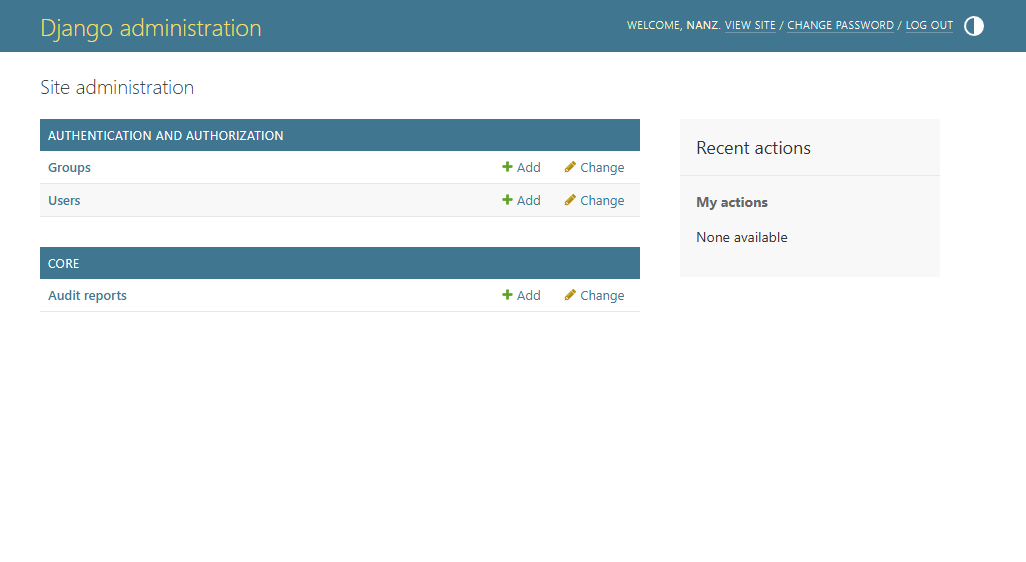 Django administration
WELCOME, NANZ. VIEW SITE / CHANGE PASSWORD / LOG OUT
Site administration
AUTHENTICATION AND AUTHORIZATION
Groups Add Change
Users Add Change
CORE
Audit reports Add Change
Recent actions
My actions
None available